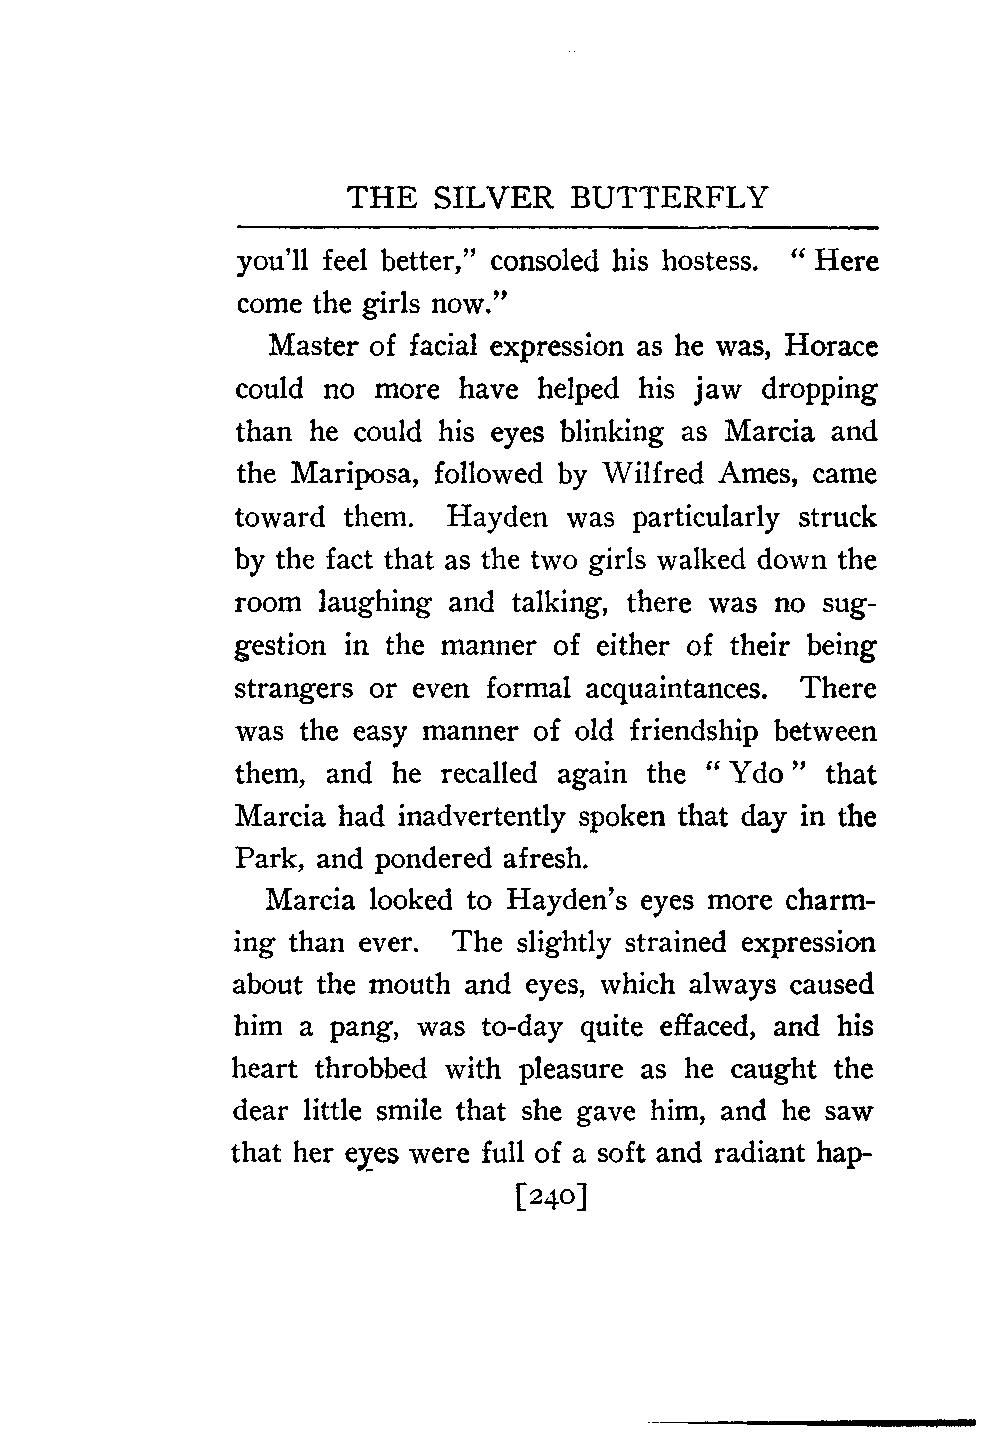 THE SILVER BUTTERFLY
you'll feel better," consoled his hostess. " Here
come the girls now."
Master of facial expression as he was, Horace
could no more have helped his jaw dropping
than he could his eyes blinking as Marcia and
the Mariposa, followed by Wilfred Ames, came
toward them. Hayden was particularly struck
by the fact that as the two girls walked down the
room laughing and talking, there was no sug-
gestion in the manner of either of their being
strangers or even formal acquaintances. There
was the easy manner of old friendship between
them, and he recalled again the " Ydo " that
Marcia had inadvertently spoken that day in the
Park, and pondered afresh.
Marcia looked to Hayden's eyes more charm-
ing than ever. The slightly strained expression
about the mouth and eyes, which always caused
him a pang, was to-day quite effaced, and his
heart throbbed with pleasure as he caught the
dear little smile that she gave him, and he saw
that her eyes were full of a soft and radiant hap-
[240]